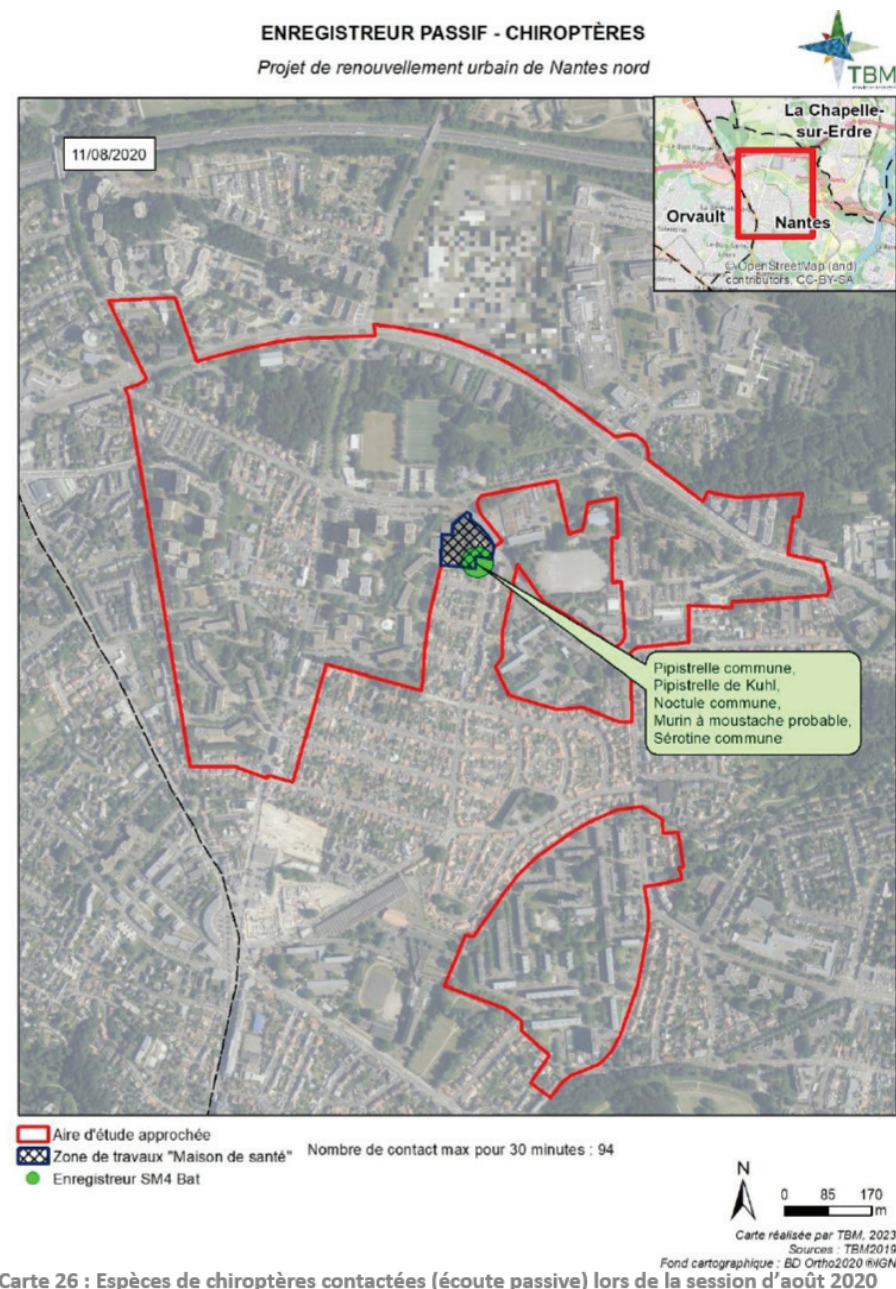 ENREGISTREUR PASSIF - CHIROPTÈRES
Projet de renouvellement urbain de Nantes nord
TBM
11/08/2020
La Chapelle-
sur-Erdre
Orvault
Nantes
© OpenStreetMap (and)
contributors, CC-BY-SA
Pipistrelle commune,
Pipistrelle de Kuhl,
Noctule commune,
Murin à moustache probable,
Sérotine commune
Aire d'étude approchée
Zone de travaux "Maison de santé"
Nombre de contact max pour 30 minutes : 94
Enregistreur SM4 Bat
N
0 85 170
m
Carte réalisée par TBM, 2023
Sources : TBM2019
Fond cartographique : BD Ortho2020 ®IGN
Carte 26 : Espèces de chiroptères contactées (écoute passive) lors de la session d'août 2020